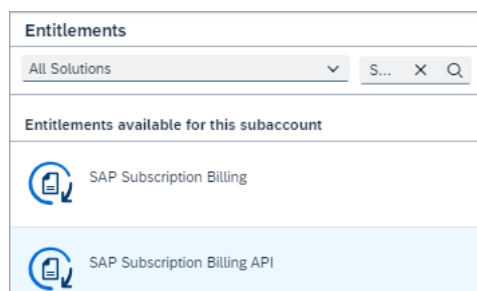 Entitlements
All Solutions
S...
Entitlements available for this subaccount
SAP Subscription Billing
SAP Subscription Billing API